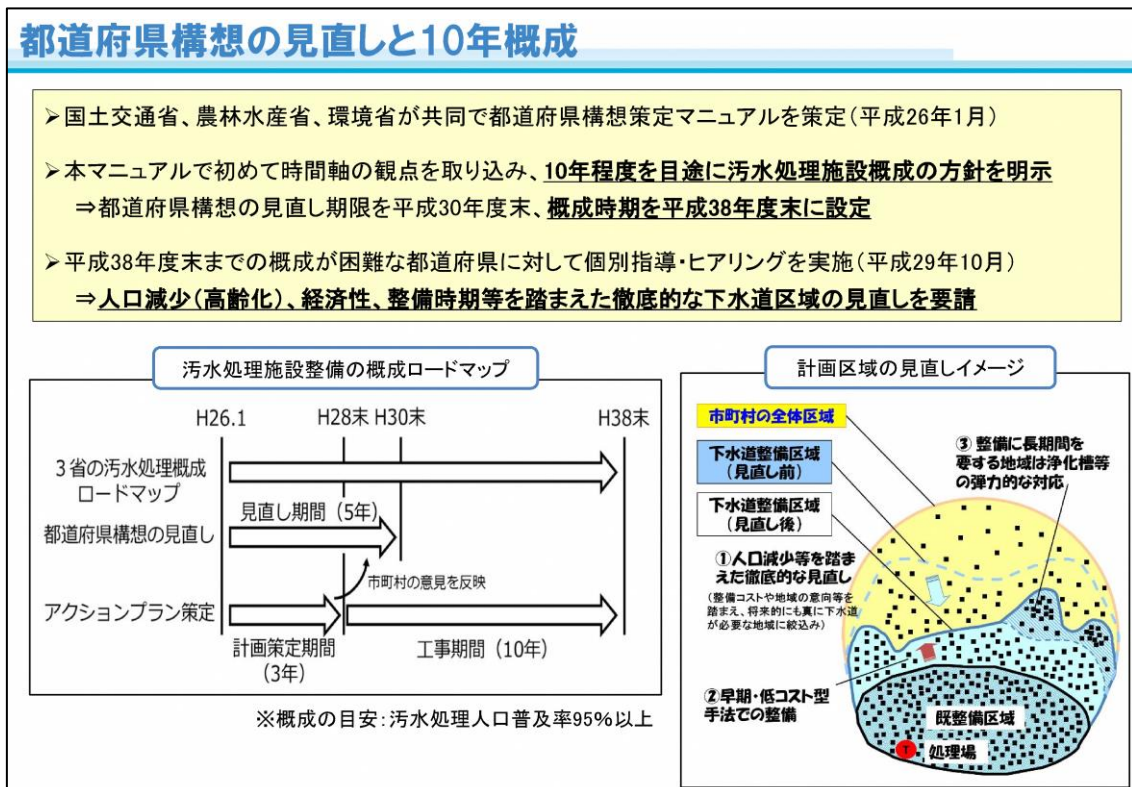 都道府県構想の見直しと10年概成
➢国土交通省、農林水産省、環境省が共同で都道府県構想策定マニュアルを策定(平成26年1月)
➢本マニュアルで初めて時間軸の観点を取り込み、10年程度を目途に汚水処理施設概成の方針を明示
⇒都道府県構想の見直し期限を平成30年度末、概成時期を平成38年度末に設定
➢平成38年度末までの概成が困難な都道府県に対して個別指導・ヒアリングを実施(平成29年10月)
⇒人口減少(高齢化)、経済性、整備時期等を踏まえた徹底的な下水道区域の見直しを要請
汚水処理施設整備の概成ロードマップ
H26.1
H28末
H30末
H38末
3省の汚水処理概成
ロードマップ
見直し期間(5年)
都道府県構想の見直し
市町村の意見を反映
アクションプラン策定
計画策定期間
(3年)
工事期間(10年)
※概成の目安:汚水処理人口普及率95%以上
計画区域の見直しイメージ
市町村の全体区域
下水道整備区域
(見直し前)
下水道整備区域
(見直し後)
③ 整備に長期間を
要する地域は浄化槽等
の弾力的な対応
①人口減少等を踏ま
えた徹底的な見直し
(整備コストや地域の意向等を
踏まえ、将来的にも真に下水道
が必要な地域に絞込み)
②早期・低コスト型
手法での整備
既整備区域
T
処理場